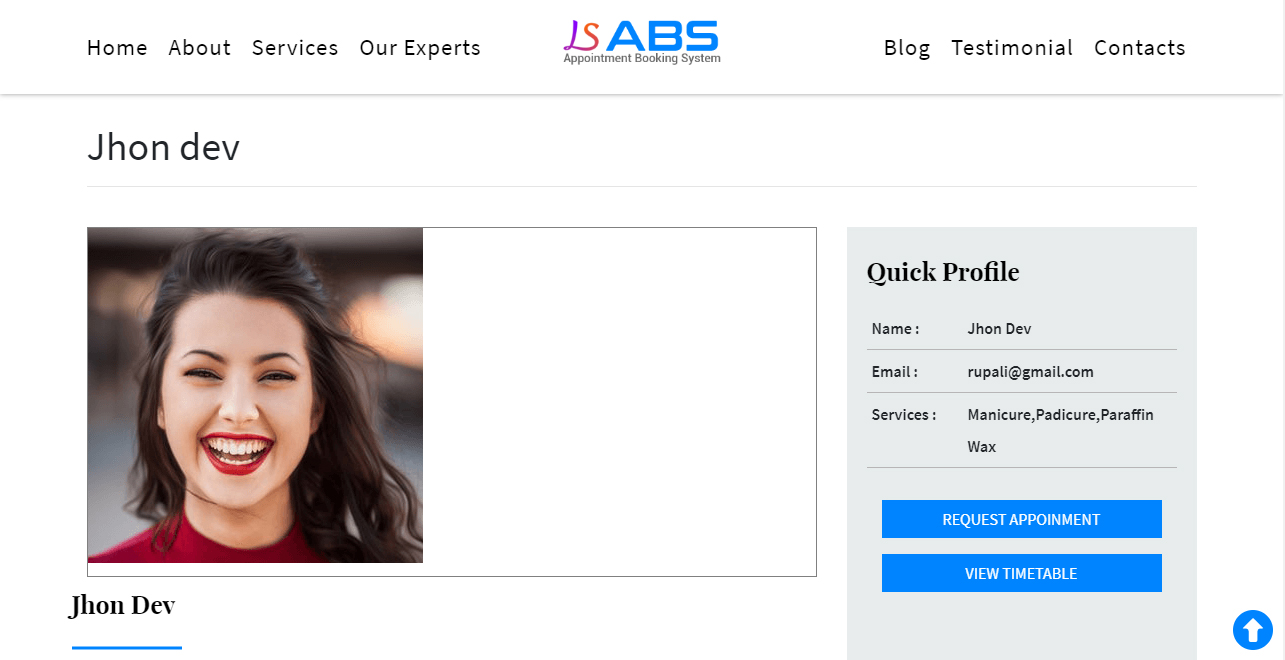 Home About Services Our Experts
LS ABS
Appointment Booking System
Blog Testimonial Contacts
Jhon dev
Quick Profile
Name : Jhon Dev
Email : rupali@gmail.com
Services : Manicure,Padicure,Paraffin
Wax
REQUEST APPOINMENT
VIEW TIMETABLE
Jhon Dev